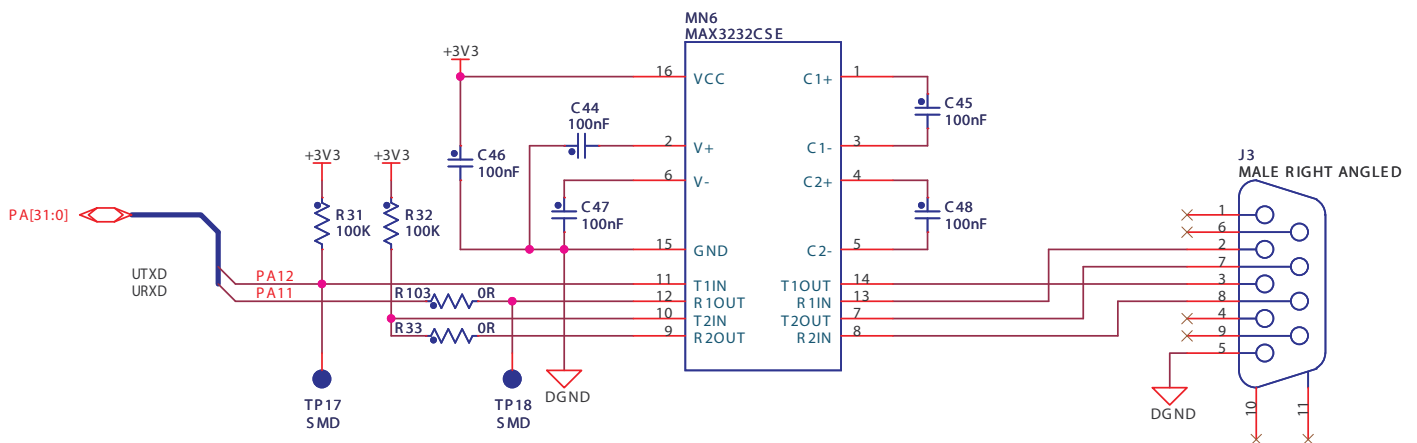 MN6
MAX3232CSE
+3V3
16 VCC C1+ 1
C44
100nF
C45
100nF
2 V+ C1- 3
+3V3 +3V3
C46
100nF
J3
MALE RIGHT ANGLED
6 V- C2+ 4
R31
100K
R32
100K
C47
100nF
C48
100nF
PA[31:0]
1
6
15 GND C2- 5
2
7
UTXD
URXD
PA12
PA11
11 T1IN T1OUT 14
3
R103 0R
12 R1OUT R1IN 13
8
10 T2IN T2OUT 7
4
R33 0R
9 R2OUT R2IN 8
9
5
TP17
SMD
TP18
SMD
DGND
DGND
10
11